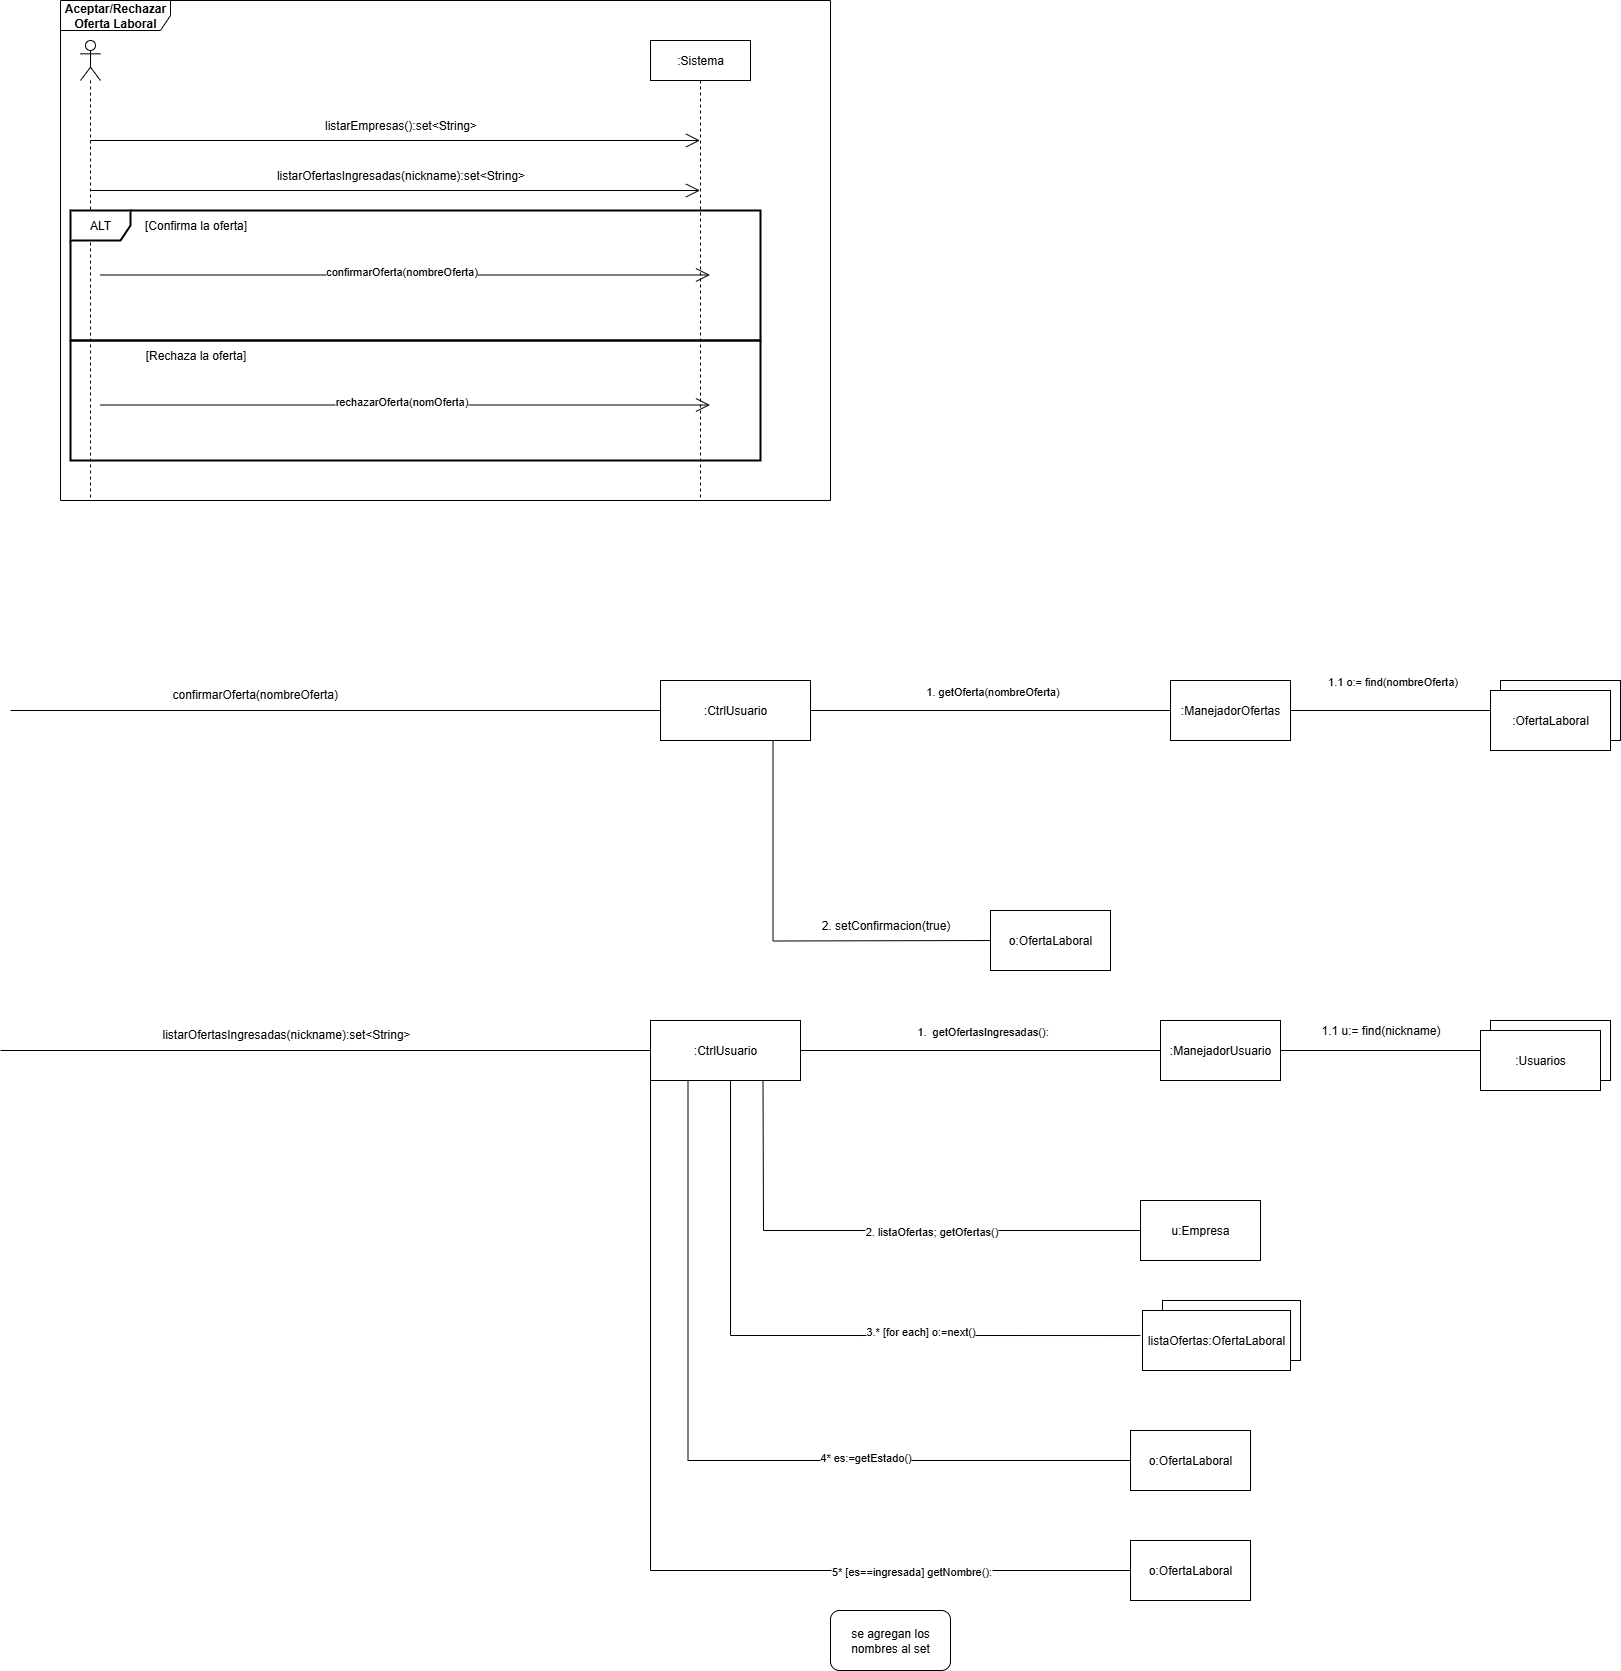 Aceptar/Rechazar
Oferta Laboral
:Sistema
listarEmpresas():set<String>
listarOfertasIngresadas(nickname):set<String>
ALT
[Confirma la oferta]
confirmarOferta(nombreOferta)
[Rechaza la oferta]
rechazarOferta(nomOferta)
confirmarOferta(nombreOferta)
:CtrlUsuario
1. getOferta(nombreOferta)
:ManejadorOfertas
1.1 o:= find(nombreOferta)
:OfertaLaboral
2. setConfirmacion(true)
o:OfertaLaboral
listarOfertasIngresadas(nickname):set<String>
:CtrlUsuario
1. getOfertasIngresadas():
:ManejadorUsuario
1.1 u:= find(nickname)
:Usuarios
2. listaOfertas; getOfertas()
u:Empresa
3.* [for each] o:=next()
listaOfertas:OfertaLaboral
4* es:=getEstado()
o:OfertaLaboral
5* [es==ingresada] getNombre():
o:OfertaLaboral
se agregan los
nombres al set